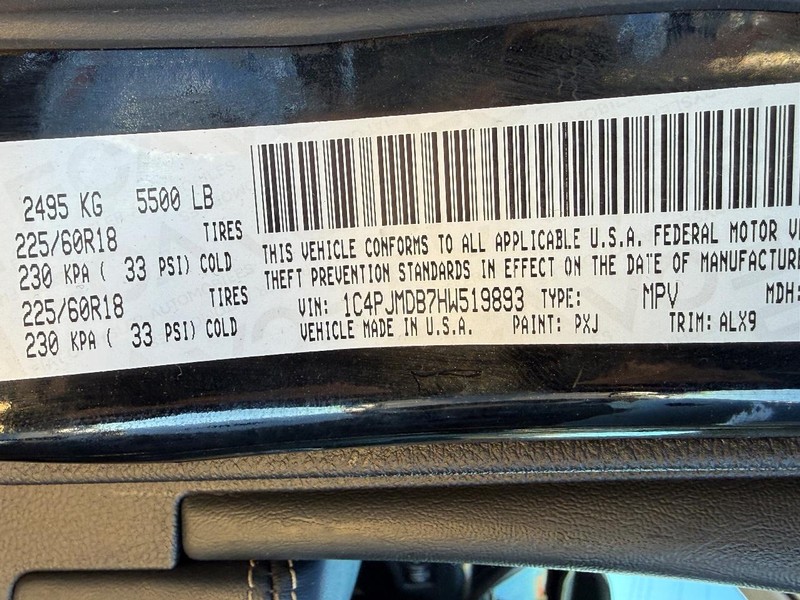 2495 KG 5500 LB
225/60R18 TIRES
230 KPA ( 33 PSI) COLD
225/60R18 TIRES
230 KPA ( 33 PSI) COLD
THIS VEHICLE CONFORMS TO ALL APPLICABLE U.S.A. FEDERAL MOTOR
THEFT PREVENTION STANDARDS IN EFFECT ON THE DATE OF MANUFACTURE
VIN: 1C4PJMDB7HW519893 TYPE: MPV MDH:
VEHICLE MADE IN U.S.A. PAINT: PXJ TRIM: ALX9